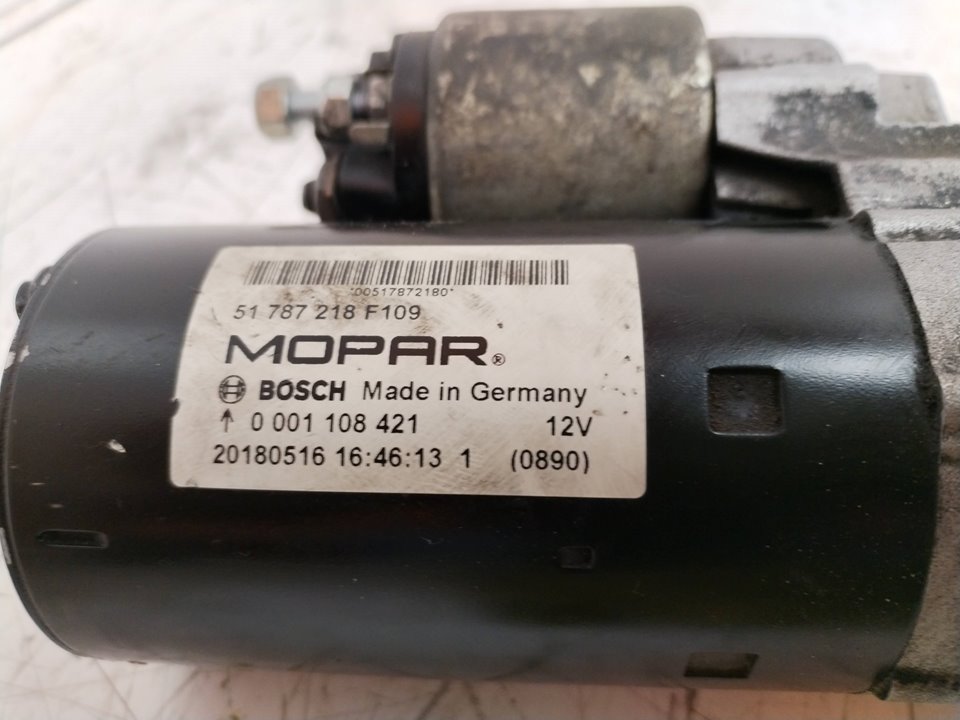 *00517872180*
51 787 218 F109
MOPAR®
BOSCH Made in Germany
↑ 0 001 108 421 12V
20180516 16:46:13 1 (0890)